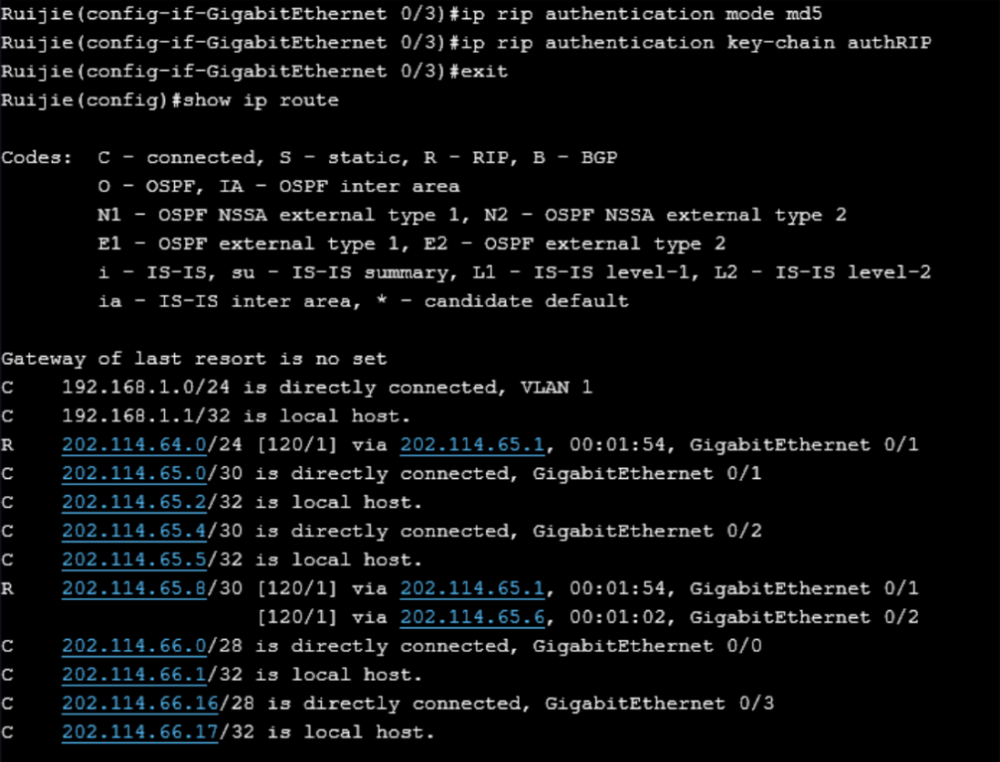 Ruijie(config-if-GigabitEthernet 0/3)#ip rip authentication mode md5
Ruijie(config-if-GigabitEthernet 0/3)#ip rip authentication key-chain authRIP
Ruijie(config-if-GigabitEthernet 0/3)#exit
Ruijie(config)#show ip route
Codes:  C - connected, S - static, R - RIP, B - BGP
        O - OSPF, IA - OSPF inter area
        N1 - OSPF NSSA external type 1, N2 - OSPF NSSA external type 2
        E1 - OSPF external type 1, E2 - OSPF external type 2
        i - IS-IS, su - IS-IS summary, L1 - IS-IS level-1, L2 - IS-IS level-2
        ia - IS-IS inter area, * - candidate default
Gateway of last resort is no set
C    192.168.1.0/24 is directly connected, VLAN 1
C    192.168.1.1/32 is local host.
R    202.114.64.0/24 [120/1] via 202.114.65.1, 00:01:54, GigabitEthernet 0/1
C    202.114.65.0/30 is directly connected, GigabitEthernet 0/1
C    202.114.65.2/32 is local host.
C    202.114.65.4/30 is directly connected, GigabitEthernet 0/2
C    202.114.65.5/32 is local host.
R    202.114.65.8/30 [120/1] via 202.114.65.1, 00:01:54, GigabitEthernet 0/1
                     [120/1] via 202.114.65.6, 00:01:02, GigabitEthernet 0/2
C    202.114.66.0/28 is directly connected, GigabitEthernet 0/0
C    202.114.66.1/32 is local host.
C    202.114.66.16/28 is directly connected, GigabitEthernet 0/3
C    202.114.66.17/32 is local host.